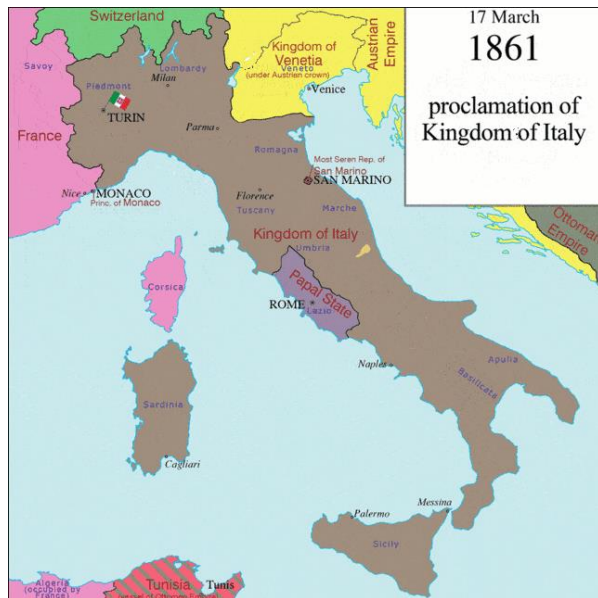 17 March
1861
proclamation of
Kingdom of Italy
Switzerland
Kingdom of
Venetia
(under Austrian crown)
Veneto
Austrian
Empire
Savoy
Piedmont
Lombardy
Milan
Venice
TURIN
Parma
France
Romagna
Most Seren Rep. of
San Marino
SAN MARINO
Nice
MONACO
Princ. of Monaco
Florence
Tuscany
Marche
Ottoman
Empire
Kingdom of Italy
Umbria
Corsica
Papal State
ROME
Lazio
Naples
Apulia
Basilicata
Sardinia
Cagliari
Messina
Palermo
Sicily
Algeria
(occupied by
France)
Tunisia
Tunis